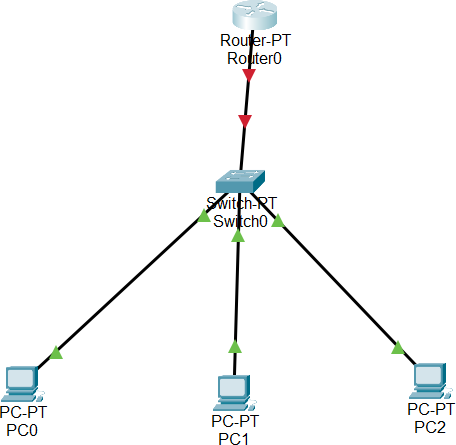 Router-PT
Router0
Switch-PT
Switch0
PC-PT
PC0
PC-PT
PC1
PC-PT
PC2